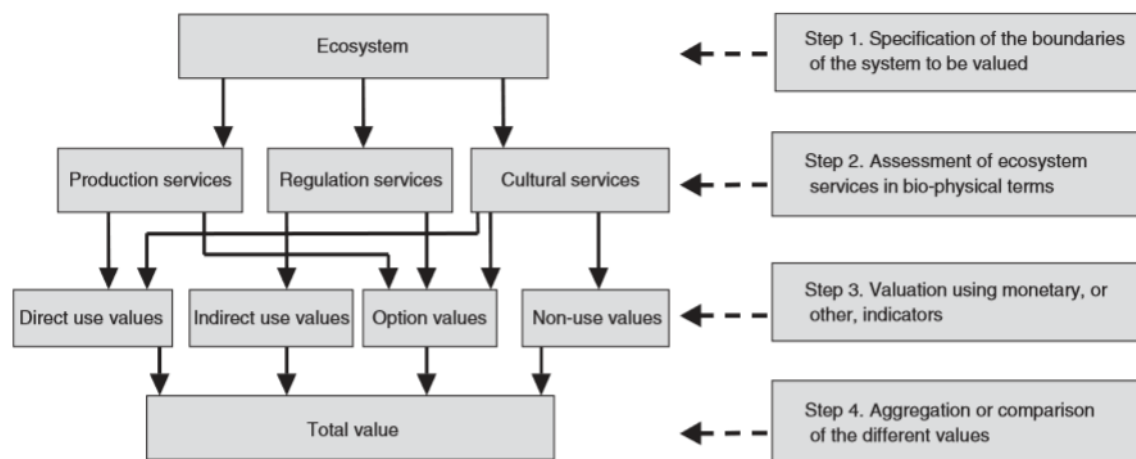 Ecosystem
Step 1. Specification of the boundaries
of the system to be valued
Production services
Regulation services
Cultural services
Step 2. Assessment of ecosystem
services in bio-physical terms
Direct use values
Indirect use values
Option values
Non-use values
Step 3. Valuation using monetary, or
other, indicators
Total value
Step 4. Aggregation or comparison
of the different values